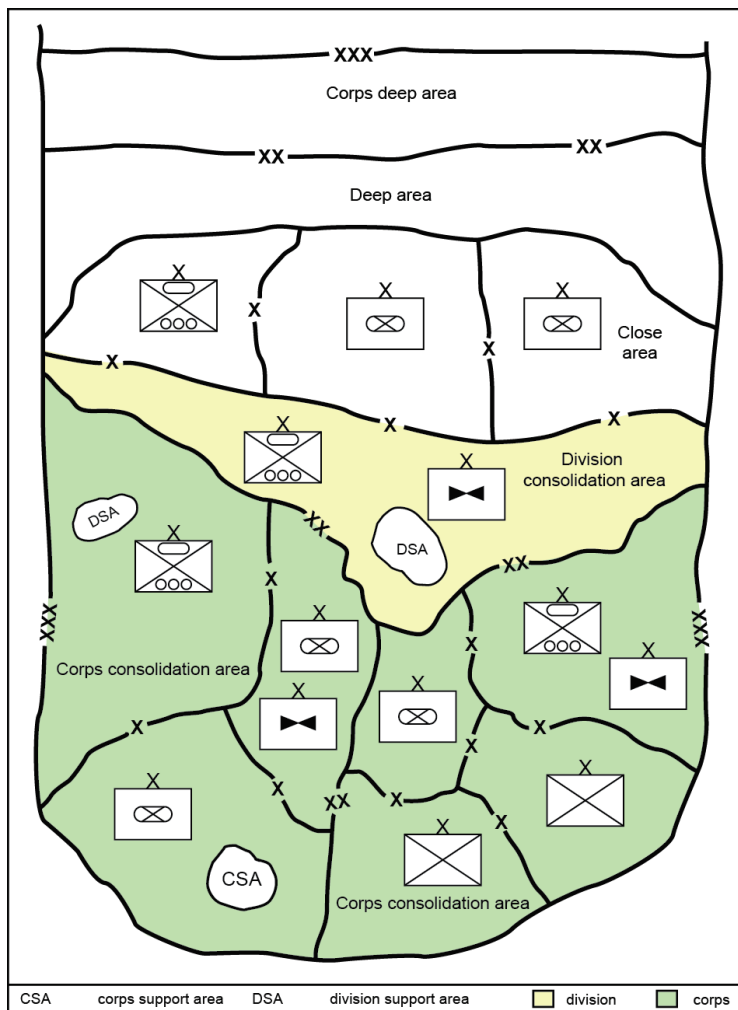 XXX
Corps deep area
XX XX
Deep area
X X X
X X Close
area
X
X X
X
X Division
consolidation area
DSA
XX
DSA
X
XX
X X
X
XXX XXX
X X
Corps consolidation area
X X
X
X X
X
X
X X
XX X
X
X
CSA
Corps consolidation area
CSA corps support area DSA division support area division corps